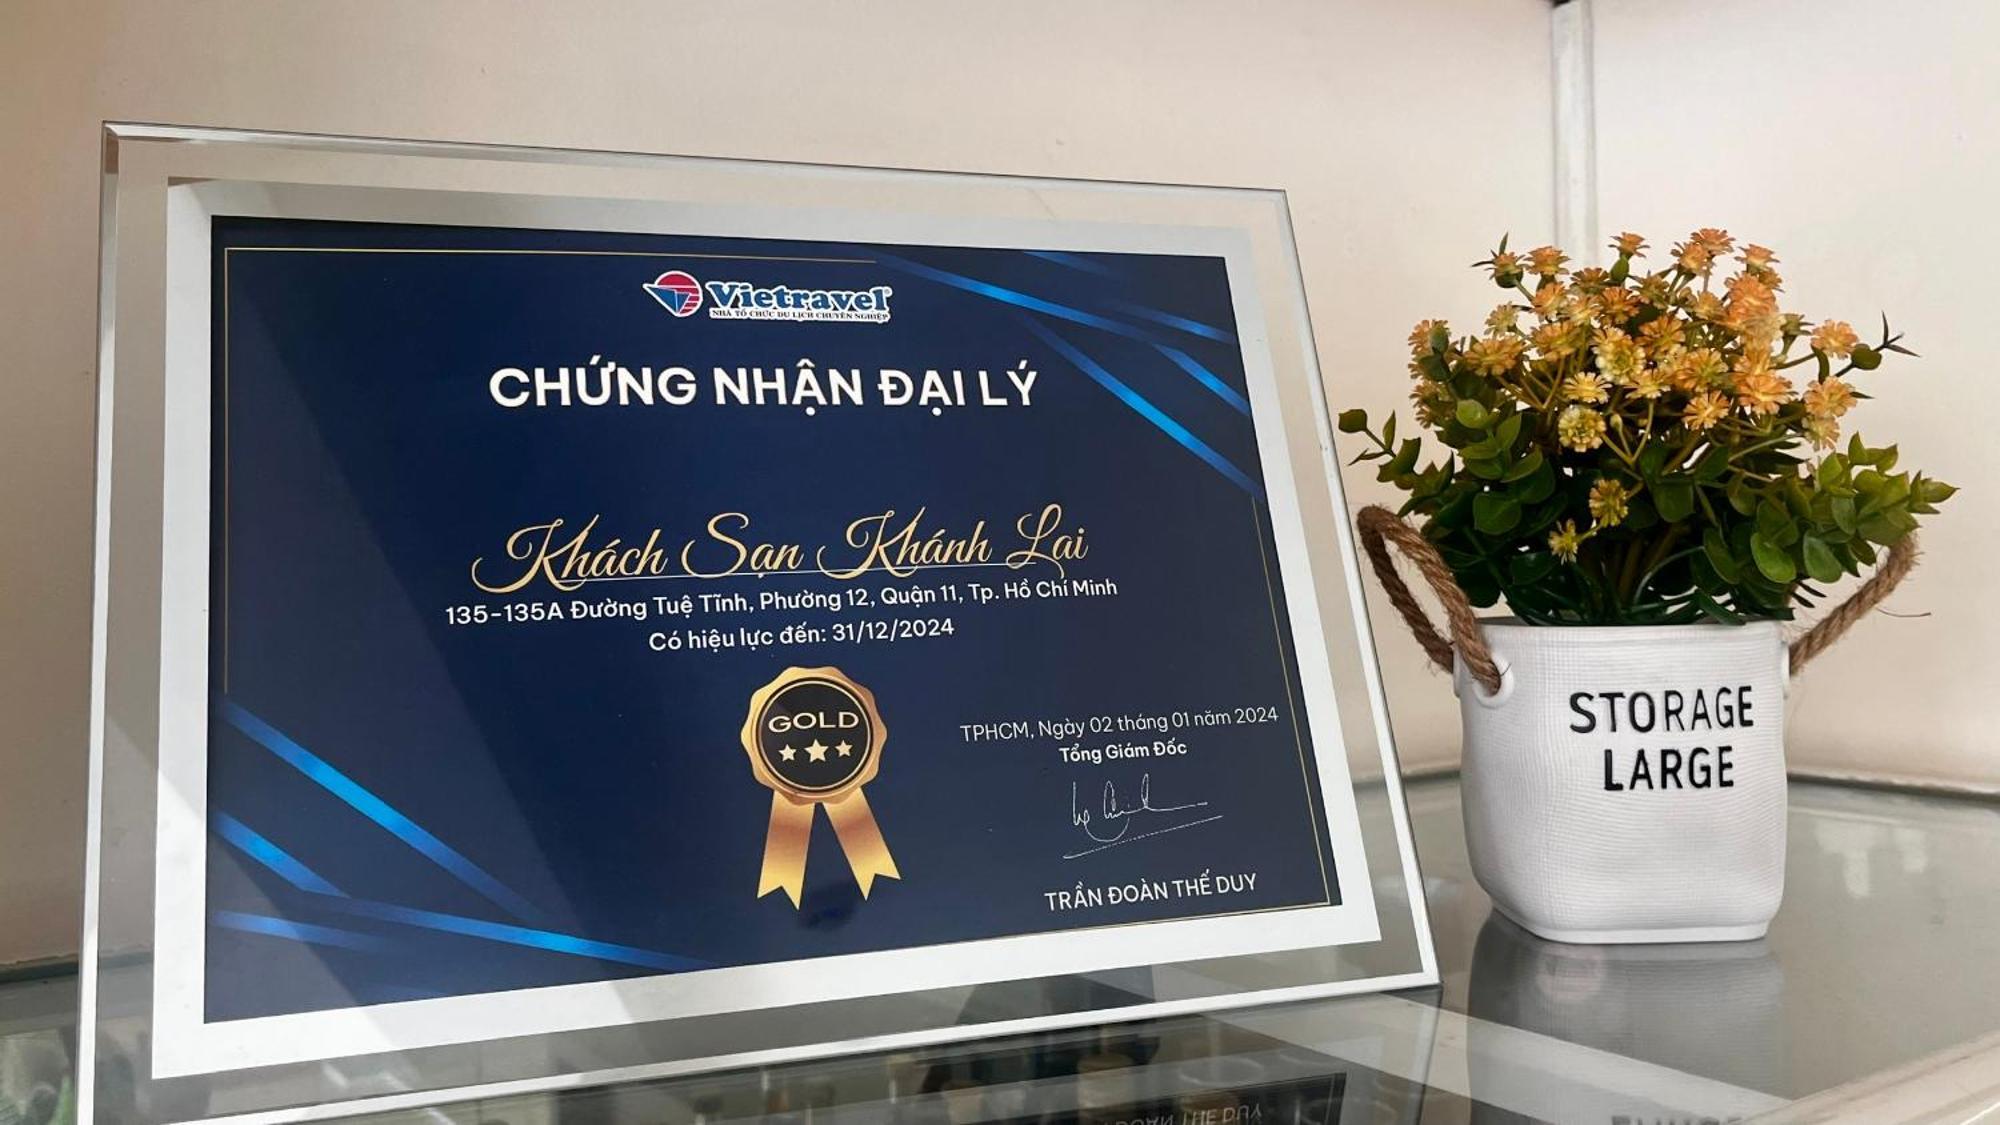 Vietravel®
NHÀ TỔ CHỨC DU LỊCH CHUYÊN NGHIỆP
CHỨNG NHẬN ĐẠI LÝ
Khách Sạn Khánh Lai
135-135A Đường Tuệ Tĩnh, Phường 12, Quận 11, Tp. Hồ Chí Minh
Có hiệu lực đến: 31/12/2024
GOLD
TPHCM, Ngày 02 tháng 01 năm 2024
Tổng Giám Đốc
TRẦN ĐOÀN THẾ DUY
STORAGE
LARGE